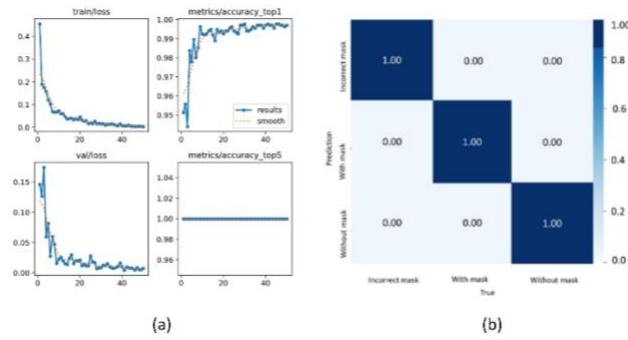 train/loss
0.4
0.3
0.2
0.1
0.0
0
20
40
metrics/accuracy_top1
1.00
0.99
0.98
0.97
0.96
0.95
results
smooth
0
20
40
val/loss
0.15
0.10
0.05
0.00
0
20
40
metrics/accuracy_top5
1.04
1.02
1.00
0.98
0.96
0
20
40
(a)
Prediction
Incorrect mask
With mask
Without mask
1.00 0.00 0.00
0.00 1.00 0.00
0.00 0.00 1.00
Incorrect mask With mask Without mask
True
1.00
0.8
0.6
0.4
0.2
0.0
(b)